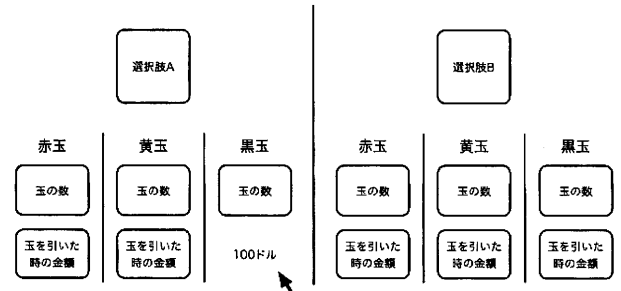 選択肢A
選択肢B
赤玉 黄玉 黒玉 赤玉 黄玉 黒玉
玉の数 玉の数 玉の数 玉の数 玉の数 玉の数
玉を引いた 玉を引いた 100ドル 玉を引いた 玉を引いた 玉を引いた
時の金額 時の金額 時の金額 時の金額 時の金額